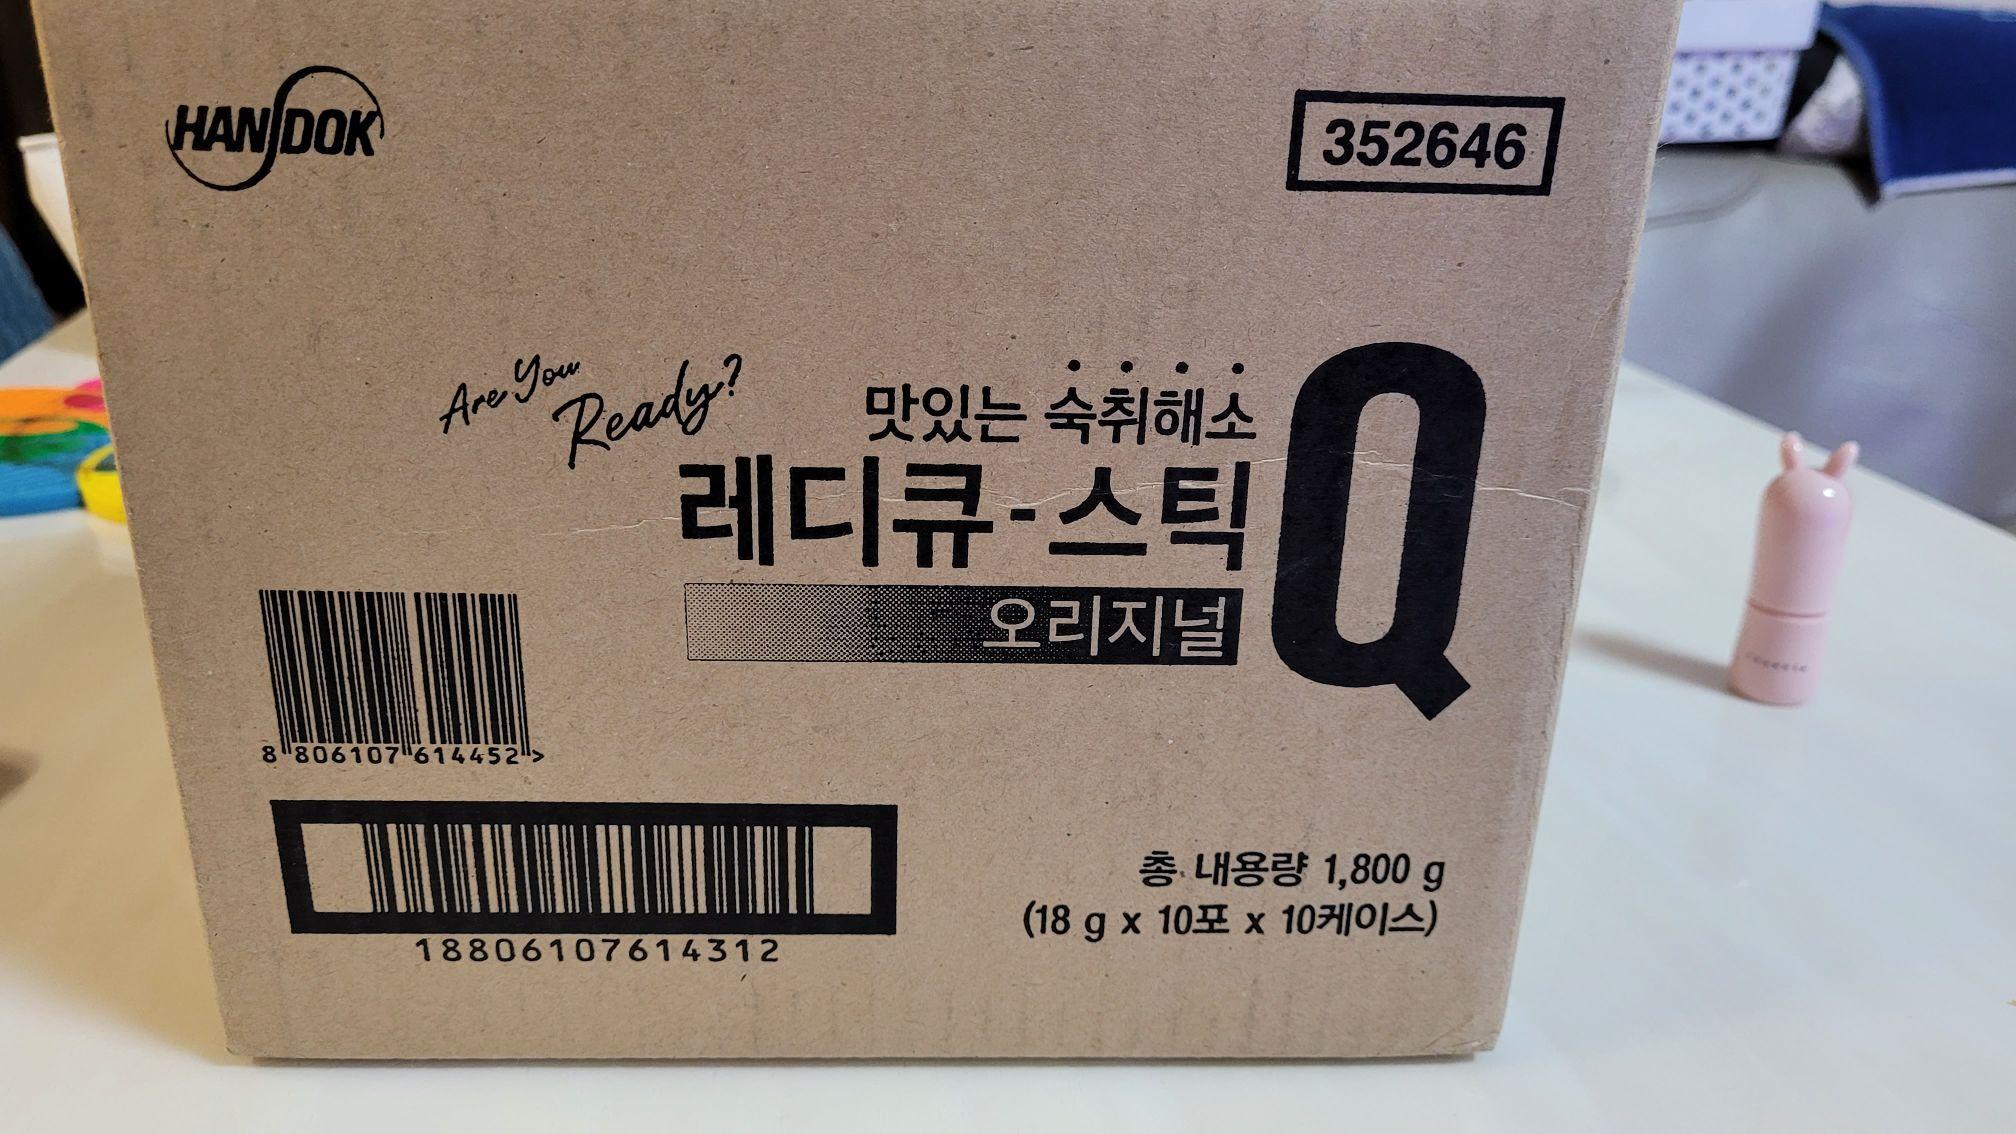 HANDOK
352646
Are You
Ready?
맛있는 숙취해소
레디큐-스틱
Q
오리지널
8 806107 614452 >
18806107614312
총 내용량 1,800 g
(18 g x 10포 x 10케이스)